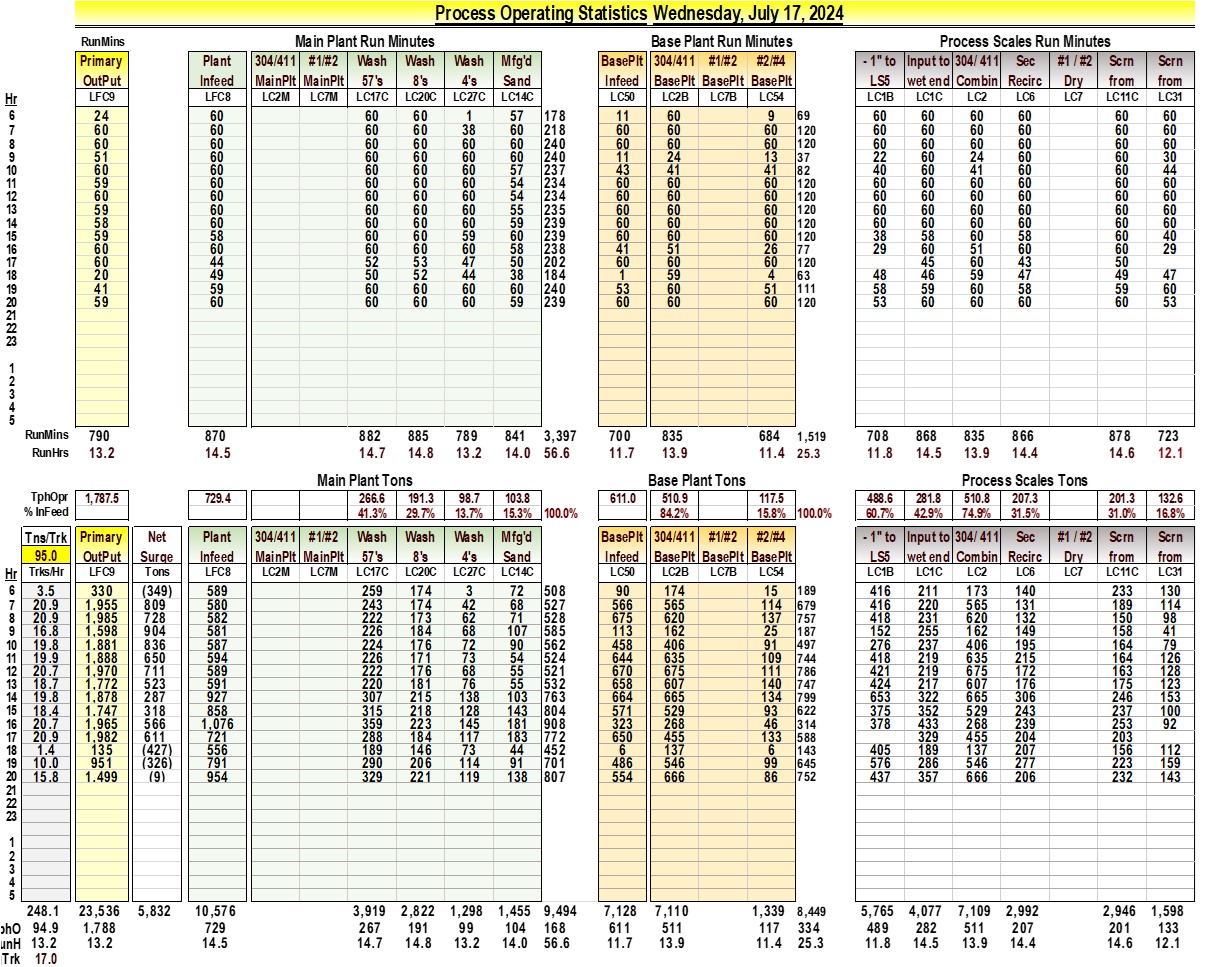 Process Operating Statistics Wednesday, July 17, 2024
RunMins Main Plant Run Minutes Base Plant Run Minutes Process Scales Run Minutes
Primary Plant 304/411 #1/#2 Wash Wash Wash Mfg'd BasePlt 304/411 #1/#2 #2/#4 - 1" to Input to 304/ 411 Sec #1 / #2 Scrn Scrn
OutPut Infeed MainPlt MainPlt 57's 8's 4's Sand Infeed BasePlt BasePlt BasePlt LS5 wet end Combin Recirc Dry from from
Hr LFC9 LFC8 LC2M LC7M LC17C LC20C LC27C LC14C LC50 LC2B LC7B LC54 LC1B LC1C LC2 LC6 LC7 LC11C LC31
6 24 60 60 60 1 57 178 11 60 9 69 60 60 60 60 60 60
7 60 60 60 60 38 60 218 60 60 60 120 60 60 60 60 60 60
8 60 60 60 60 60 60 240 60 60 60 120 60 60 60 60 60 60
9 51 60 60 60 60 60 240 11 24 13 37 22 60 24 60 60 30
10 60 60 60 60 60 57 237 43 41 41 82 40 60 41 60 60 44
11 59 60 60 60 60 54 234 60 60 60 120 60 60 60 60 60 60
12 60 60 60 60 60 54 234 60 60 60 120 60 60 60 60 60 60
13 59 60 60 60 60 55 235 60 60 60 120 60 60 60 60 60 60
14 58 60 60 60 60 59 239 60 60 60 120 60 60 60 60 60 60
15 59 58 60 60 59 60 239 60 60 60 120 38 58 60 58 60 40
16 60 60 60 60 60 58 238 41 51 26 77 29 60 51 60 60 29
17 60 44 52 53 47 50 202 60 60 60 120 45 60 43 50
18 20 49 50 52 44 38 184 1 59 4 63 48 46 59 47 49 47
19 41 59 60 60 60 60 240 53 60 51 111 58 59 60 58 59 60
20 59 60 60 60 60 59 239 60 60 60 120 53 60 60 60 60 53
21
22
23
1
2
3
4
5
RunMins 790 870 882 885 789 841 3,397 700 835 684 1,519 708 868 835 866 878 723
RunHrs 13.2 14.5 14.7 14.8 13.2 14.0 56.6 11.7 13.9 11.4 25.3 11.8 14.5 13.9 14.4 14.6 12.1
Main Plant Tons Base Plant Tons Process Scales Tons
TphOpr 1,787.5 729.4 266.6 191.3 98.7 103.8 611.0 510.9 117.5 488.6 281.8 510.8 207.3 201.3 132.6
% InFeed 41.3% 29.7% 13.7% 15.3% 100.0% 84.2% 15.8% 100.0% 60.7% 42.9% 74.9% 31.5% 31.0% 16.8%
Tns/Trk Primary Net Plant 304/411 #1/#2 Wash Wash Wash Mfg'd BasePlt 304/411 #1/#2 #2/#4 - 1" to Input to 304/ 411 Sec #1 / #2 Scrn Scrn
95.0 OutPut Surge Infeed MainPlt MainPlt 57's 8's 4's Sand Infeed BasePlt BasePlt BasePlt LS5 wet end Combin Recirc Dry from from
Hr Trks/Hr LFC9 Tons LFC8 LC2M LC7M LC17C LC20C LC27C LC14C LC50 LC2B LC7B LC54 LC1B LC1C LC2 LC6 LC7 LC11C LC31
6 3.5 330 (349) 589 259 174 3 72 508 90 174 15 189 416 211 173 140 233 130
7 20.9 1,955 809 580 243 174 42 68 527 566 565 114 679 416 220 565 131 189 114
8 20.9 1,985 728 582 222 173 62 71 528 675 620 137 757 418 231 620 132 150 98
9 16.8 1,598 904 581 226 184 68 107 585 113 162 25 187 152 255 162 149 158 41
10 19.8 1,881 836 587 224 176 72 90 562 458 406 91 497 276 237 406 195 164 79
11 19.9 1,888 650 594 226 171 73 54 524 644 635 109 744 418 219 635 215 164 126
12 20.7 1,970 711 589 222 176 68 55 521 670 675 111 786 421 219 675 172 163 128
13 18.7 1,772 523 591 220 181 76 55 532 658 607 140 747 424 217 607 176 175 123
14 19.8 1,878 287 927 307 215 138 103 763 664 665 134 799 653 322 665 306 246 153
15 18.4 1,747 318 858 315 218 128 143 804 571 529 93 622 375 352 529 243 237 100
16 20.7 1,965 566 1,076 359 223 145 181 908 323 268 46 314 378 433 268 239 253 92
17 20.9 1,982 611 721 288 184 117 183 772 650 455 133 588 329 455 204 203
18 1.4 135 (427) 556 189 146 73 44 452 6 137 6 143 405 189 137 207 156 112
19 10.0 951 (326) 791 290 206 114 91 701 486 546 99 645 576 286 546 277 223 159
20 15.8 1,499 (9) 954 329 221 119 138 807 554 666 86 752 437 357 666 206 232 143
21
22
23
1
2
3
4
5
248.1 23,536 5,832 10,576 3,919 2,822 1,298 1,455 9,494 7,128 7,110 1,339 8,449 5,765 4,077 7,109 2,992 2,946 1,598
phO 94.9 1,788 729 267 191 99 104 168 611 511 117 334 489 282 511 207 201 133
unH 13.2 13.2 14.5 14.7 14.8 13.2 14.0 56.6 11.7 13.9 11.4 25.3 11.8 14.5 13.9 14.4 14.6 12.1
Trk 17.0